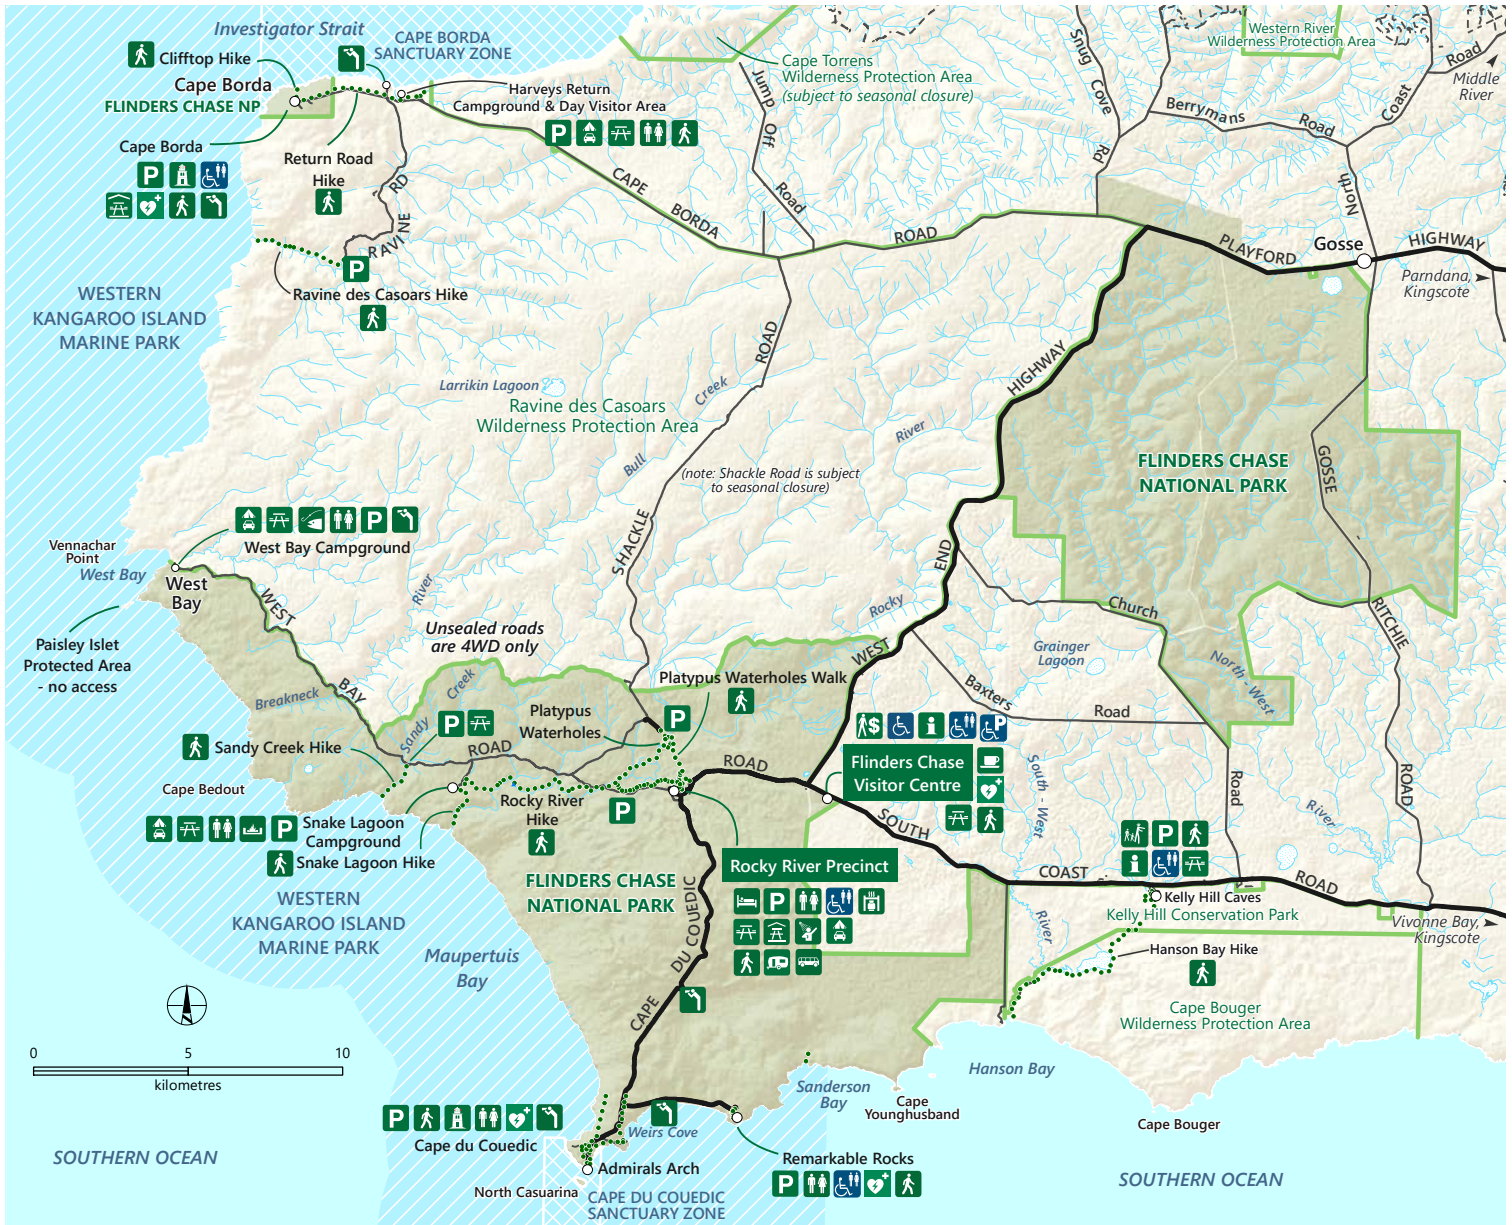 Investigator Strait
CAPE BORDA
SANCTUARY ZONE
Clifftop Hike
Cape Borda
FLINDERS CHASE NP
Cape Borda
Return Road
Hike
Harveys Return
Campground & Day Visitor Area
Cape Torrens
Wilderness Protection Area
(subject to seasonal closure)
Western River
Wilderness Protection Area
Snug Cove Rd
Jump Off Road
Berrymans Road
Coast Road
North
Middle
River
RAVINE RD
P
P
P
CAPE BORDA ROAD
Ravine des Casoars Hike
WESTERN
KANGAROO ISLAND
MARINE PARK
PLAYFORD HIGHWAY
Gosse
Parndana,
Kingscote
Larrikin Lagoon
Ravine des Casoars
Wilderness Protection Area
Bull Creek
SHACKLE ROAD
(note: Shackle Road is subject
to seasonal closure)
River
Rocky
WEST END HIGHWAY
FLINDERS CHASE
NATIONAL PARK
GOSSE RITCHIE ROAD
P
West Bay Campground
Vennachar
Point
West Bay
West
Bay
Paisley Islet
Protected Area
- no access
WEST BAY ROAD
River
Breakneck
Unsealed roads
are 4WD only
Sandy Creek
P
Sandy Creek Hike
Platypus
Waterholes
Platypus Waterholes Walk
P
Church Road
Grainger
Lagoon
Baxters Road
North - West
River
South - West
River
$
P
Flinders Chase
Visitor Centre
ROAD
SOUTH COAST ROAD
Cape Bedout
P
Snake Lagoon
Campground
Snake Lagoon Hike
Rocky River
Hike
P
FLINDERS CHASE
NATIONAL PARK
Rocky River Precinct
P
P
Kelly Hill Caves
Kelly Hill Conservation Park
Hanson Bay Hike
Vivonne Bay,
Kingscote
WESTERN
KANGAROO ISLAND
MARINE PARK
Maupertuis
Bay
CAPE DU COUEDIC
Cape Bouger
Wilderness Protection Area
Hanson Bay
Sanderson
Bay
Cape
Younghusband
Cape Bouger
0 5 10
kilometres
P
Cape du Couedic
Weirs Cove
Admirals Arch
North Casuarina
CAPE DU COUEDIC
SANCTUARY ZONE
Remarkable Rocks
P
SOUTHERN OCEAN
SOUTHERN OCEAN